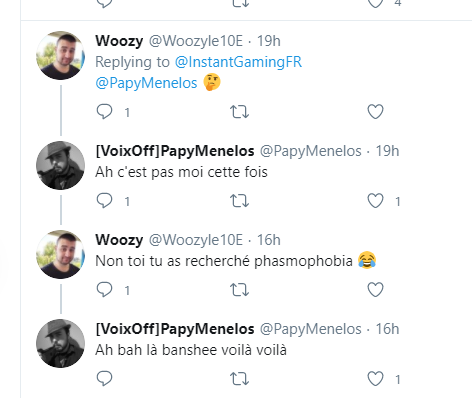 4
Woozy @Woozyle10E · 19h
Replying to @InstantGamingFR
@PapyMenelos 🤔
1
[VoixOff]PapyMenelos @PapyMenelos · 19h
Ah c'est pas moi cette fois
1 1
Woozy @Woozyle10E · 16h
Non toi tu as recherché phasmophobia 😂
1
[VoixOff]PapyMenelos @PapyMenelos · 16h
Ah bah là banshee voilà voilà
1